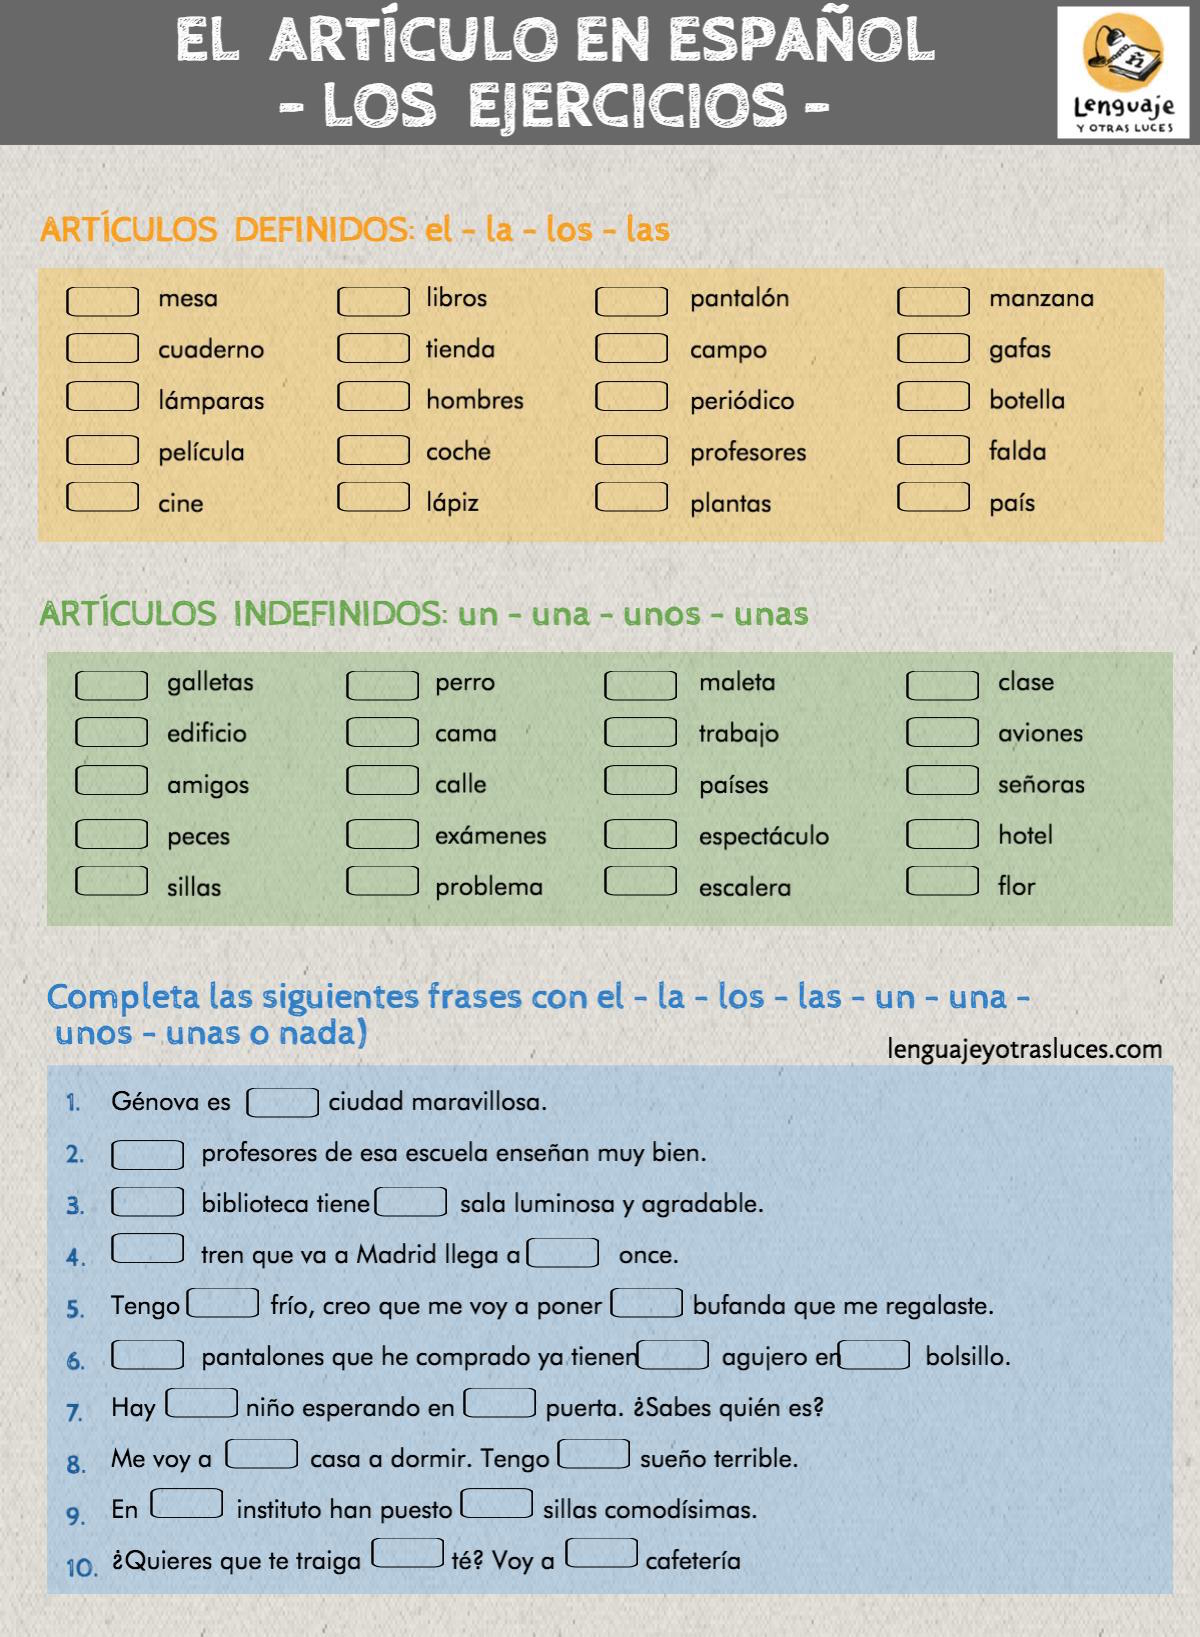 EL ARTÍCULO EN ESPAÑOL
- LOS EJERCICIOS -
ñ
Lenguaje
Y OTRAS LUCES
ARTÍCULOS DEFINIDOS: el - la - los - las
mesa libros pantalón manzana
cuaderno tienda campo gafas
lámparas hombres periódico botella
película coche profesores falda
cine lápiz plantas país
ARTÍCULOS INDEFINIDOS: un - una - unos - unas
galletas perro maleta clase
edificio cama trabajo aviones
amigos calle países señoras
peces exámenes espectáculo hotel
sillas problema escalera flor
Completa las siguientes frases con el - la - los - las - un - una -
unos - unas o nada)
lenguajeyotrasluces.com
1. Génova es ciudad maravillosa.
2. profesores de esa escuela enseñan muy bien.
3. biblioteca tiene sala luminosa y agradable.
4. tren que va a Madrid llega a once.
5. Tengo frío, creo que me voy a poner bufanda que me regalaste.
6. pantalones que he comprado ya tienen agujero en bolsillo.
7. Hay niño esperando en puerta. ¿Sabes quién es?
8. Me voy a casa a dormir. Tengo sueño terrible.
9. En instituto han puesto sillas comodísimas.
10. ¿Quieres que te traiga té? Voy a cafetería